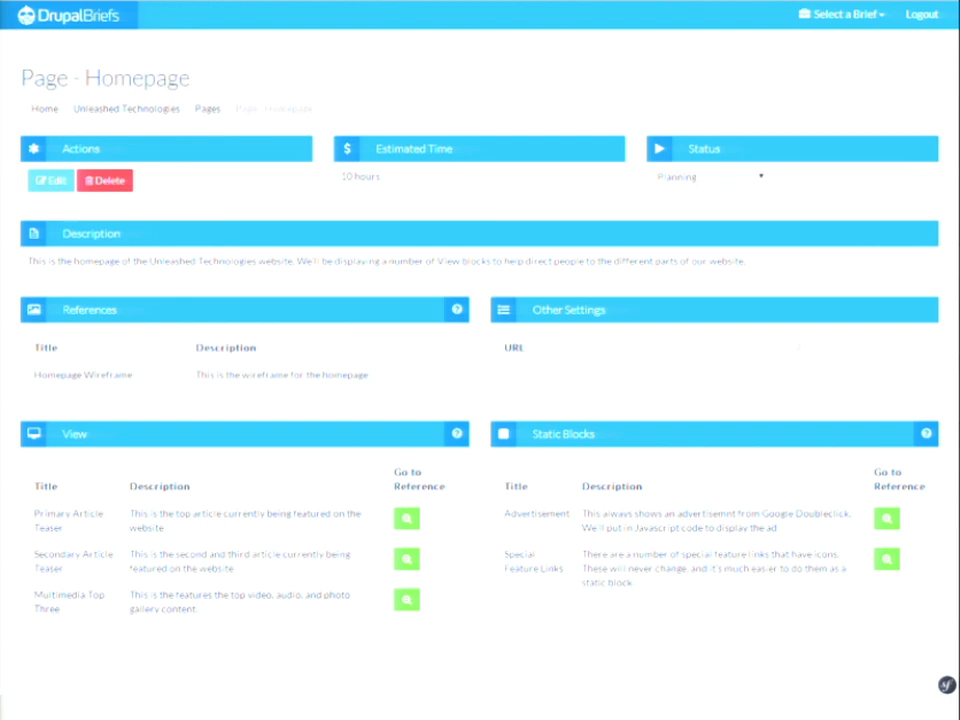 DrupalBriefs
Select a Brief
Logout
Page - Homepage
Home Unleashed Technologies Pages Page - Homepage
Actions
Edit Delete
Estimated Time
10 hours
Status
Planning
Description
This is the homepage of the Unleashed Technologies website. We'll be displaying a number of View blocks to help direct people to the different parts of our website.
References
Title Description
Homepage Wireframe This is the wireframe for the homepage
Other Settings
URL
View
Go to
Title Description Reference
Primary Article This is the top article currently being featured on the
Teaser website
Secondary Article This is the second and third article currently being
Teaser featured on the website
Multimedia Top This is the features the top video, audio, and photo
Three gallery content.
Static Blocks
Go to
Title Description Reference
Advertisement This always shows an advertisemnt from Google Doubleclick.
We'll put in Javascript code to display the ad
Special There are a number of special feature links that have icons.
Feature Links These will never change, and it's much easier to do them as a
static block.
sf